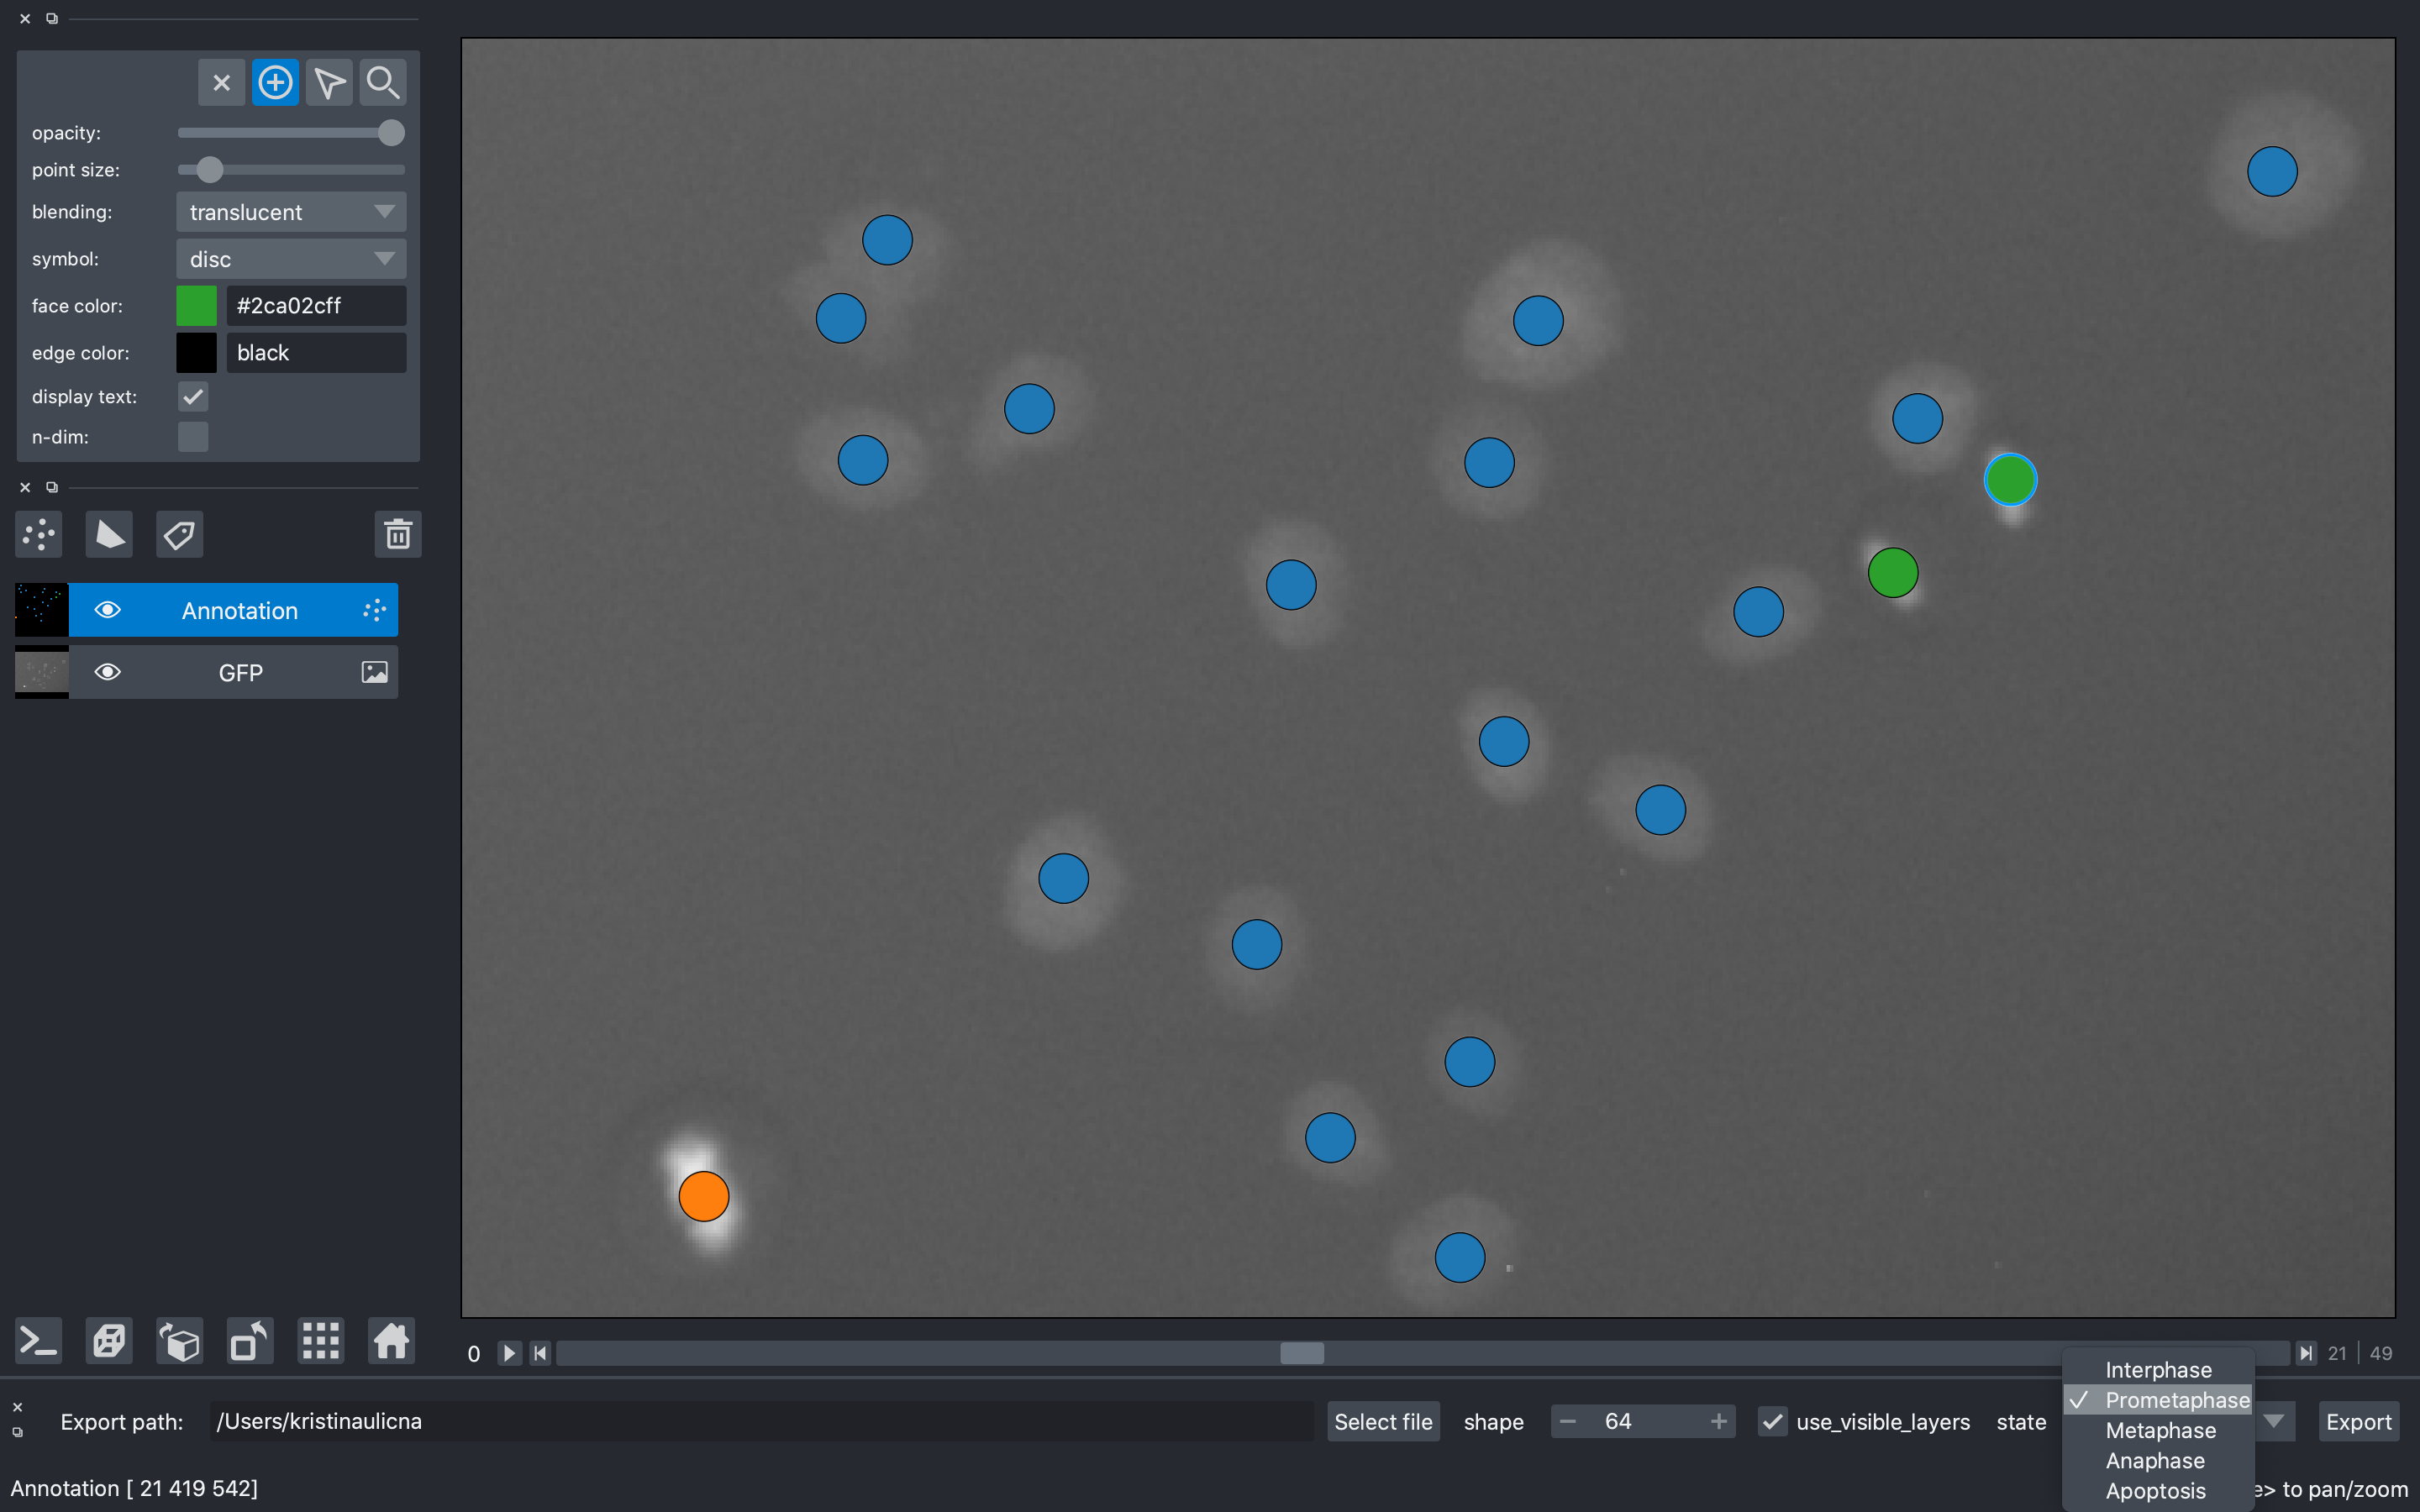 opacity:
point size:
blending: translucent
symbol: disc
face color: #2ca02cff
edge color: black
display text:
n-dim:
Annotation
GFP
0
21 | 49
Export path: /Users/kristinaulicna Select file shape 64 use_visible_layers state Export
Interphase
Prometaphase
Metaphase
Anaphase
Apoptosis
Annotation [ 21 419 542]
e> to pan/zoom